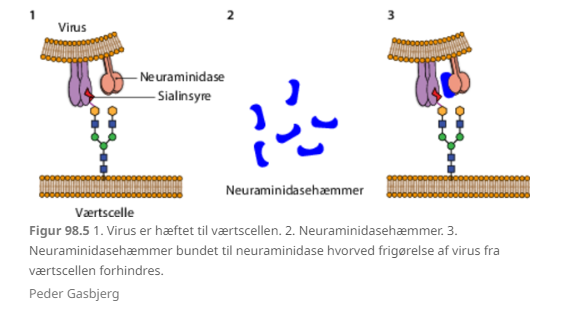 1
2
3
Virus
Neuraminidase
Sialinsyre
Neuraminidasehæmmer
Værtscelle
Figur 98.5 1. Virus er hæftet til værtscellen. 2. Neuraminidasehæmmer. 3.
Neuraminidasehæmmer bundet til neuraminidase hvorved frigørelse af virus fra
værtscellen forhindres.
Peder Gasbjerg